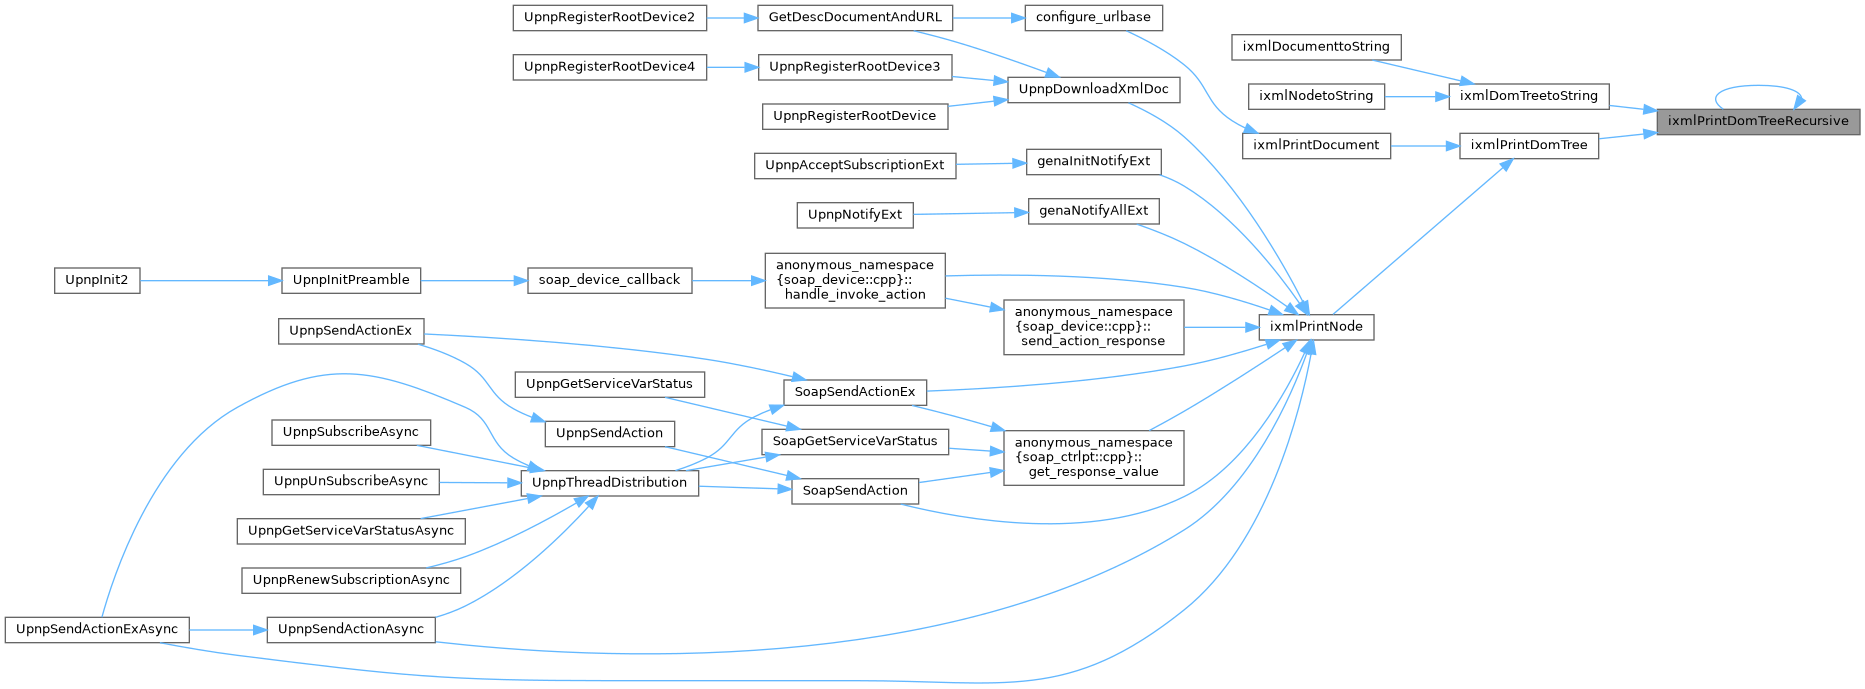 UpnpRegisterRootDevice2
GetDescDocumentAndURL
configure_urlbase
ixmlDocumenttoString
UpnpRegisterRootDevice4
UpnpRegisterRootDevice3
UpnpDownloadXmlDoc
ixmlNodetoString
ixmlDomTreetoString
UpnpRegisterRootDevice
ixmlPrintDomTreeRecursive
ixmlPrintDocument
ixmlPrintDomTree
UpnpAcceptSubscriptionExt
genaInitNotifyExt
UpnpNotifyExt
genaNotifyAllExt
UpnpInit2
UpnpInitPreamble
soap_device_callback
anonymous_namespace
{soap_device::cpp}::
handle_invoke_action
anonymous_namespace
{soap_device::cpp}::
send_action_response
ixmlPrintNode
UpnpSendActionEx
UpnpGetServiceVarStatus
SoapSendActionEx
UpnpSubscribeAsync
UpnpSendAction
SoapGetServiceVarStatus
anonymous_namespace
{soap_ctrlpt::cpp}::
get_response_value
UpnpUnSubscribeAsync
UpnpThreadDistribution
SoapSendAction
UpnpGetServiceVarStatusAsync
UpnpRenewSubscriptionAsync
UpnpSendActionExAsync
UpnpSendActionAsync